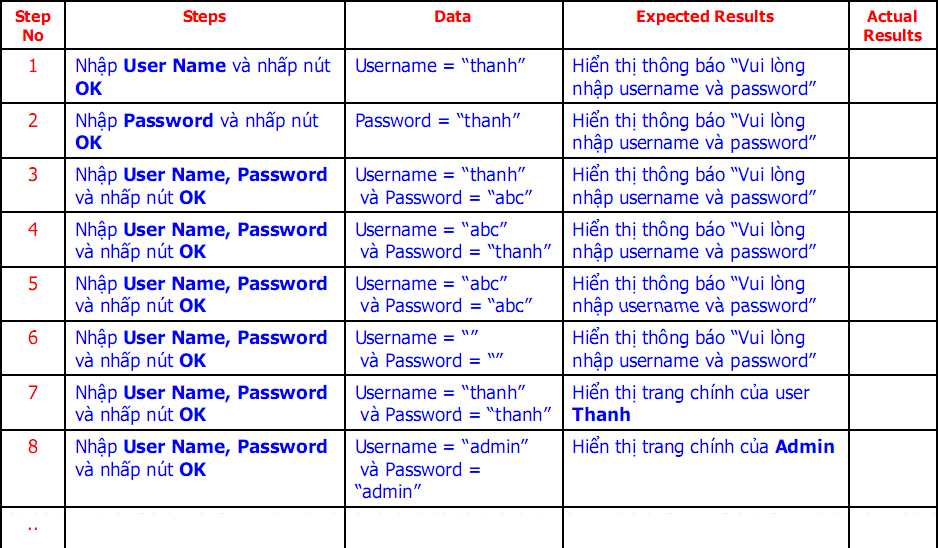 Step No Steps Data Expected Results Actual Results
1 Nhập User Name và nhấp nút OK Username = “thanh” Hiển thị thông báo “Vui lòng nhập username và password”
2 Nhập Password và nhấp nút OK Password = “thanh” Hiển thị thông báo “Vui lòng nhập username và password”
3 Nhập User Name, Password và nhấp nút OK Username = “thanh” và Password = “abc” Hiển thị thông báo “Vui lòng nhập username và password”
4 Nhập User Name, Password và nhấp nút OK Username = “abc” và Password = “thanh” Hiển thị thông báo “Vui lòng nhập username và password”
5 Nhập User Name, Password và nhấp nút OK Username = “abc” và Password = “abc” Hiển thị thông báo “Vui lòng nhập username và password”
6 Nhập User Name, Password và nhấp nút OK Username = “” và Password = “” Hiển thị thông báo “Vui lòng nhập username và password”
7 Nhập User Name, Password và nhấp nút OK Username = “thanh” và Password = “thanh” Hiển thị trang chính của user Thanh
8 Nhập User Name, Password và nhấp nút OK Username = “admin” và Password = “admin” Hiển thị trang chính của Admin
..